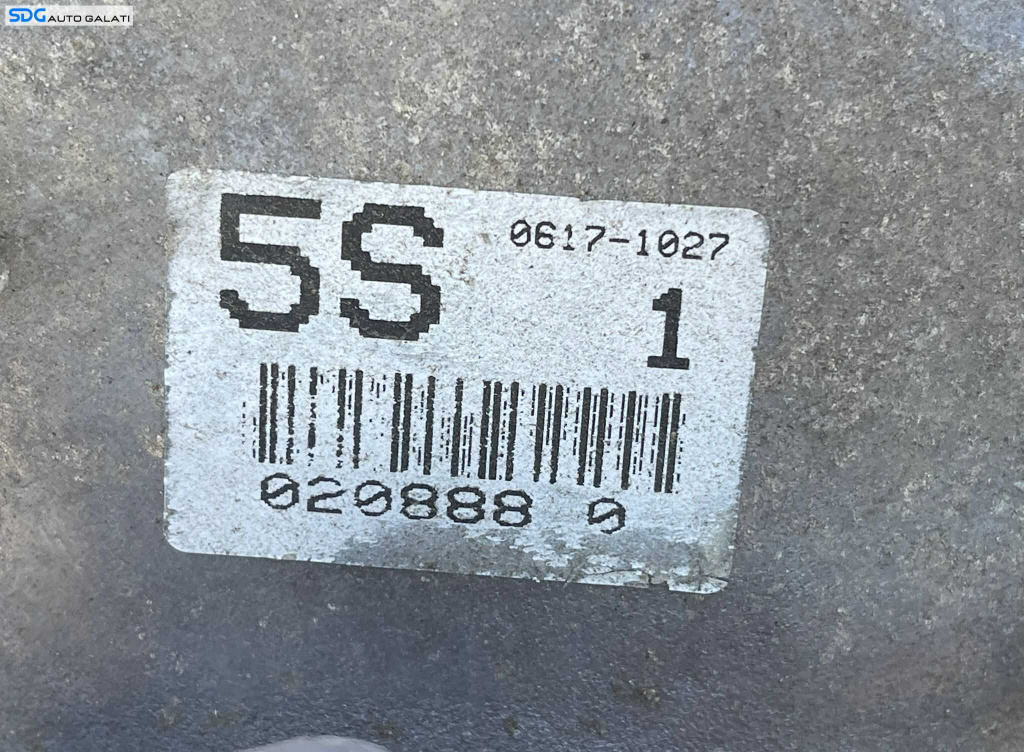 SDG AUTO GALATI
5S 0617-1027
1
020888 0